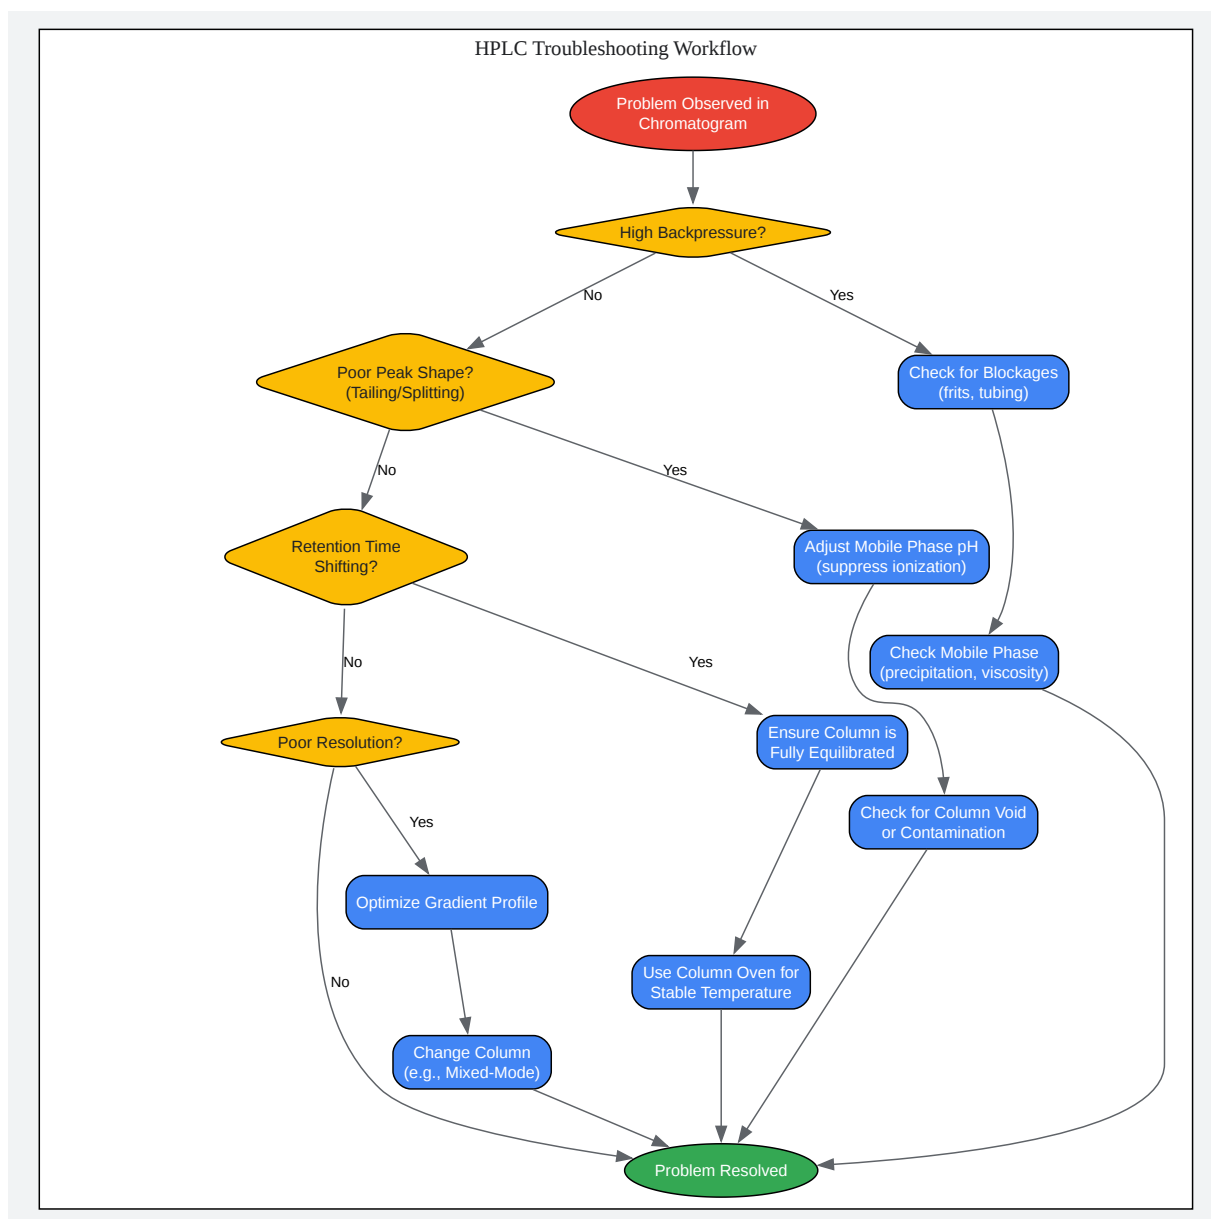 HPLC Troubleshooting Workflow
Problem Observed in
Chromatogram
High Backpressure?
No
Yes
Poor Peak Shape?
(Tailing/Splitting)
Check for Blockages
(frits, tubing)
No
Yes
Retention Time
Shifting?
Adjust Mobile Phase pH
(suppress ionization)
No
Yes
Check Mobile Phase
(precipitation, viscosity)
Poor Resolution?
Ensure Column is
Fully Equilibrated
Yes
Check for Column Void
or Contamination
Optimize Gradient Profile
No
Use Column Oven for
Stable Temperature
Change Column
(e.g., Mixed-Mode)
Problem Resolved